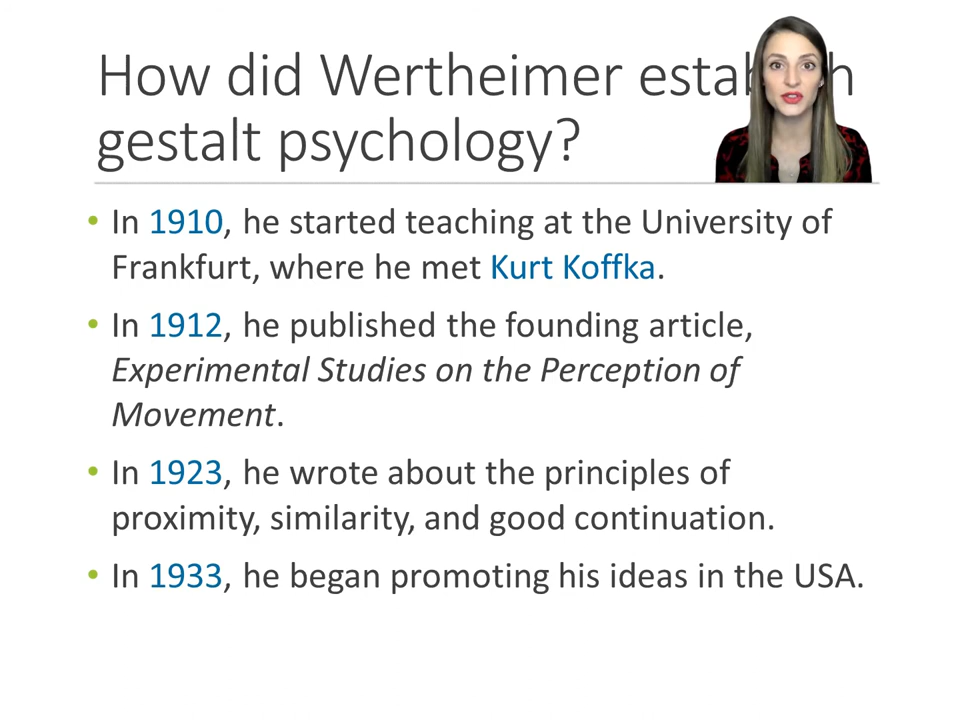 How did Wertheimer
gestalt psychology?
• In 1910, he started teaching at the University of
Frankfurt, where he met Kurt Koffka.
• In 1912, he published the founding article,
Experimental Studies on the Perception of
Movement.
• In 1923, he wrote about the principles of
proximity, similarity, and good continuation.
• In 1933, he began promoting his ideas in the USA.